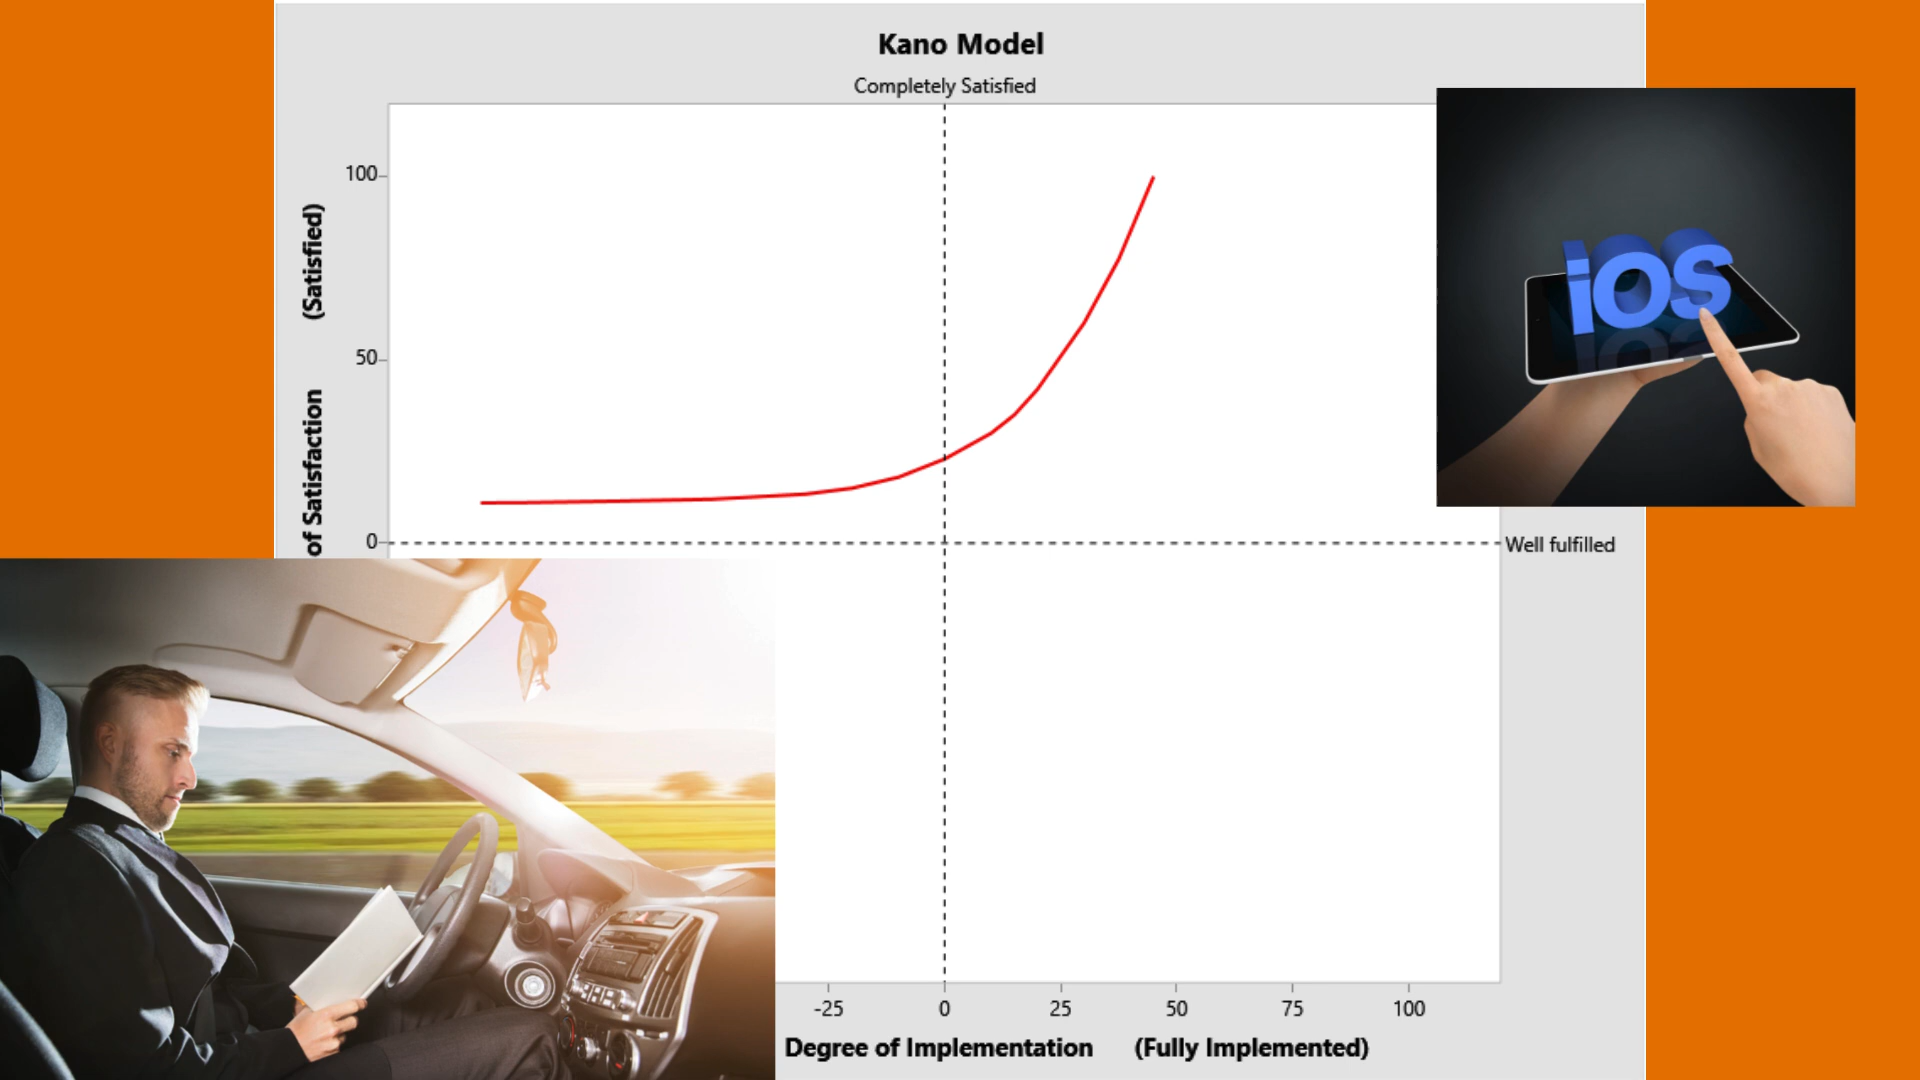 Kano Model
Completely Satisfied
100
50
0
of Satisfaction (Satisfied)
iOS
Well fulfilled
-25 0 25 50 75 100
Degree of Implementation (Fully Implemented)